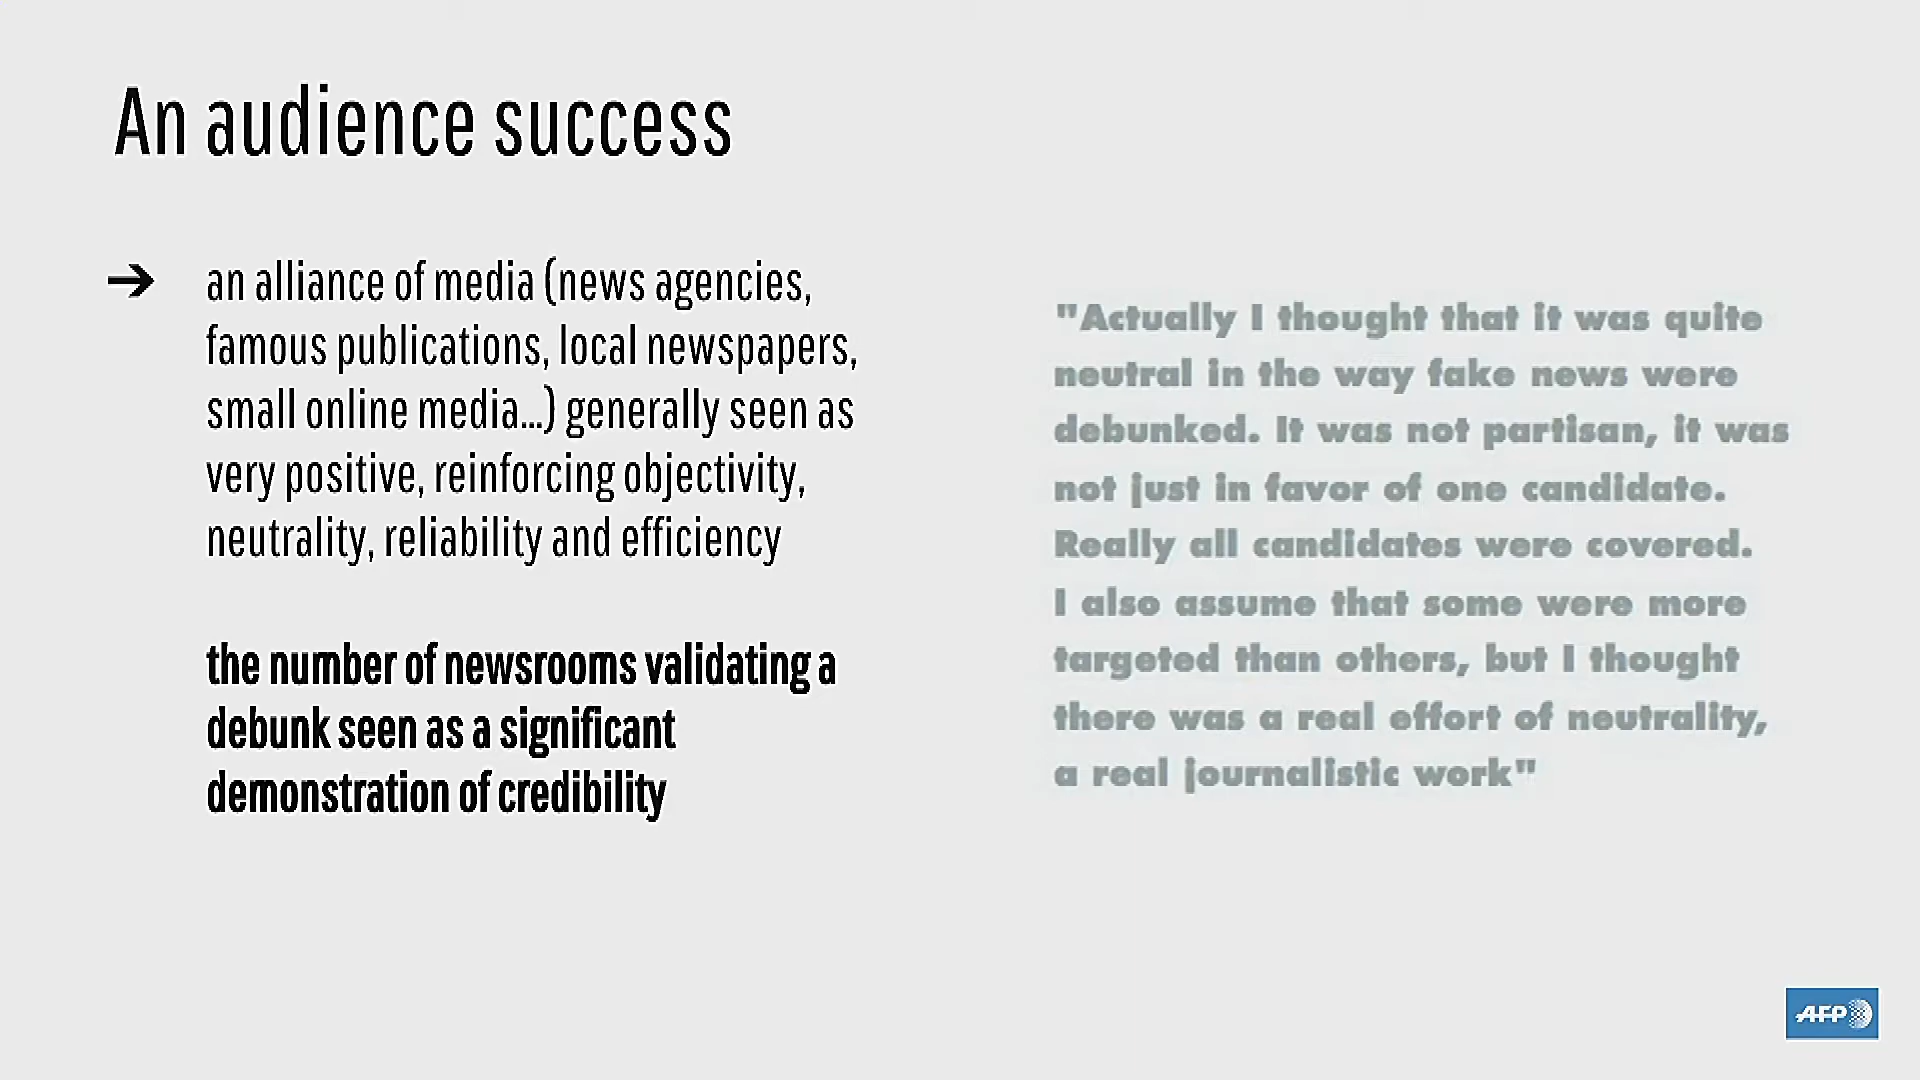 An audience success
➔ an alliance of media (news agencies,
famous publications, local newspapers,
small online media...) generally seen as
very positive, reinforcing objectivity,
neutrality, reliability and efficiency
the number of newsrooms validating a
debunk seen as a significant
demonstration of credibility
"Actually I thought that it was quite
neutral in the way fake news were
debunked. It was not partisan, it was
not just in favor of one candidate.
Really all candidates were covered.
I also assume that some were more
targeted than others, but I thought
there was a real effort of neutrality,
a real journalistic work"
AFP